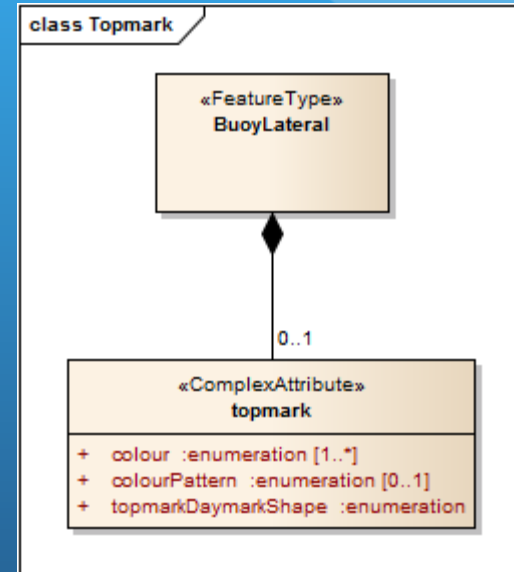 class Topmark
«FeatureType»
BuoyLateral
0..1
«ComplexAttribute»
topmark
+ colour :enumeration [1..*]
+ colourPattern :enumeration [0..1]
+ topmarkDaymarkShape :enumeration